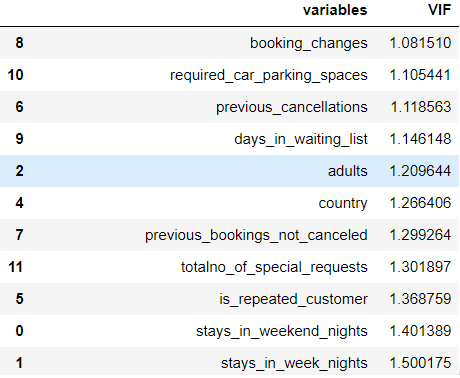 variables VIF
8 booking_changes 1.081510
10 required_car_parking_spaces 1.105441
6 previous_cancellations 1.118563
9 days_in_waiting_list 1.146148
2 adults 1.209644
4 country 1.266406
7 previous_bookings_not_canceled 1.299264
11 totalno_of_special_requests 1.301897
5 is_repeated_customer 1.368759
0 stays_in_weekend_nights 1.401389
1 stays_in_week_nights 1.500175